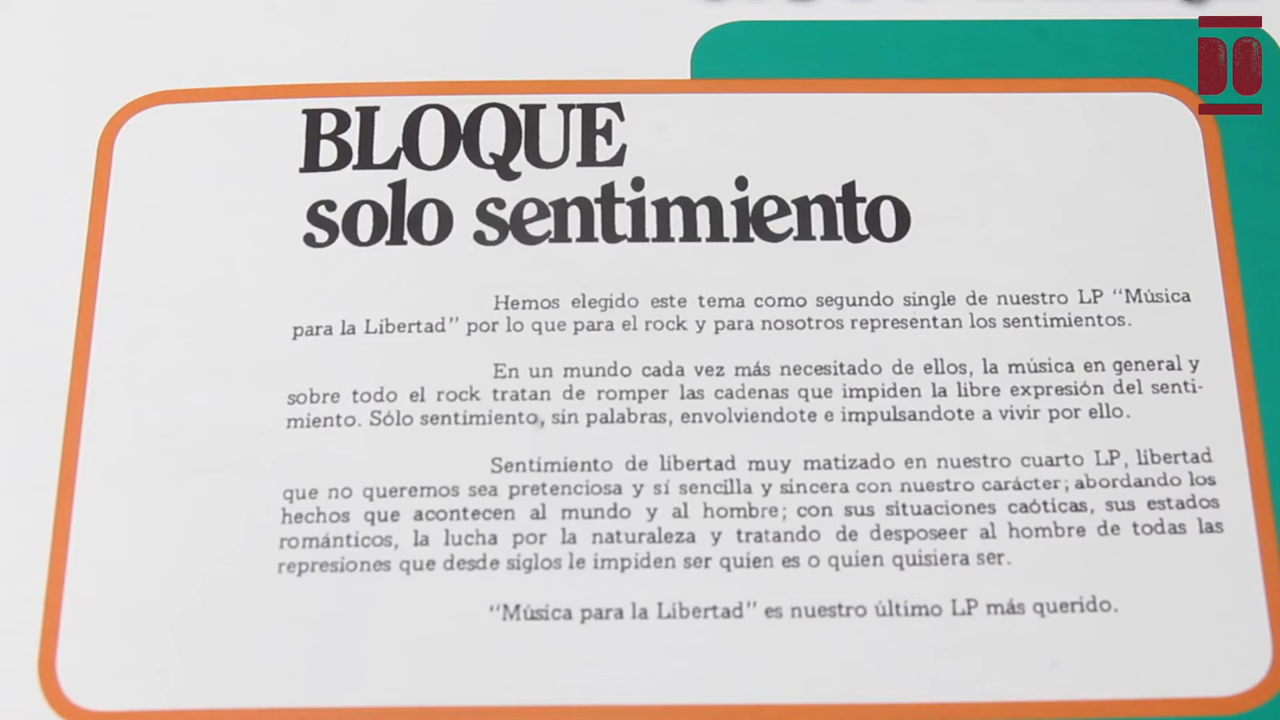 DO
BLOQUE
solo sentimiento
Hemos elegido este tema como segundo single de nuestro LP “Música
para la Libertad” por lo que para el rock y para nosotros representan los sentimientos.
En un mundo cada vez más necesitado de ellos, la música en general y
sobre todo el rock tratan de romper las cadenas que impiden la libre expresión del senti-
miento. Sólo sentimiento, sin palabras, envolviendote e impulsandote a vivir por ello.
Sentimiento de libertad muy matizado en nuestro cuarto LP, libertad
que no queremos sea pretenciosa y sí sencilla y sincera con nuestro carácter; abordando los
hechos que acontecen al mundo y al hombre; con sus situaciones caóticas, sus estados
románticos, la lucha por la naturaleza y tratando de desposeer al hombre de todas las
represiones que desde siglos le impiden ser quien es o quien quisiera ser.
“Música para la Libertad” es nuestro último LP más querido.